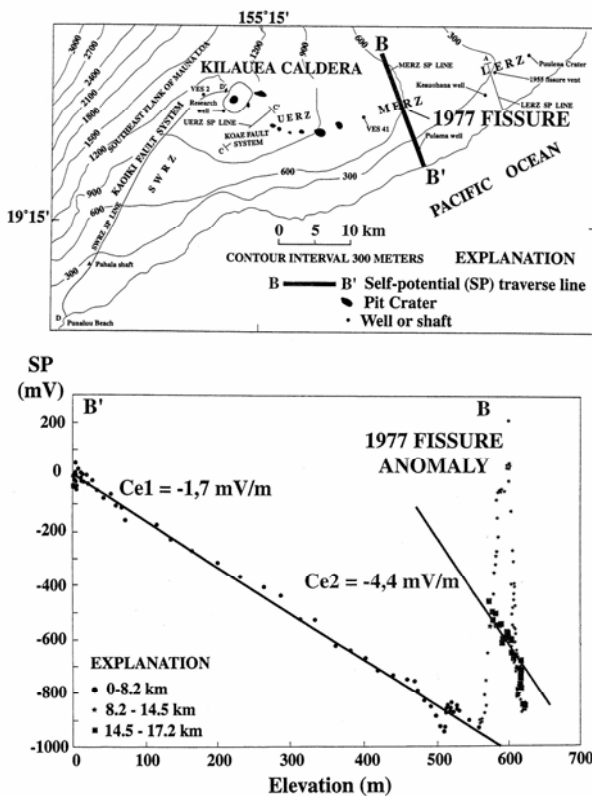 155°15'
3000
2700
2400
2100
1800
1500
1200
900
600
300
1200
900
600
300
300
600
SOUTHEAST FLANK OF MAUNA LOA
KAOIKI FAULT SYSTEM
KILAUEA CALDERA
VES 2
D'
Research well
UERZ SP LINE
C'
UERZ
KOAE FAULT SYSTEM
C
VES 41
SWRZ
SWRZ SP LINE
B
MERZ SP LINE
MERZ
Pulama well
B'
A
LERZ
Puulena Crater
1955 fissure vent
Keauohana well
LERZ SP LINE
1977 FISSURE
PACIFIC OCEAN
19°15'
Pahala shaft
D
Punaluu Beach
0 5 10 km
CONTOUR INTERVAL 300 METERS
EXPLANATION
B B' Self-potential (SP) traverse line
Pit Crater
Well or shaft
SP
(mV)
200
0
-200
-400
-600
-800
-1000
B'
B
1977 FISSURE
ANOMALY
Ce1 = -1,7 mV/m
Ce2 = -4,4 mV/m
EXPLANATION
0-8.2 km
8.2 - 14.5 km
14.5 - 17.2 km
0 100 200 300 400 500 600 700
Elevation (m)